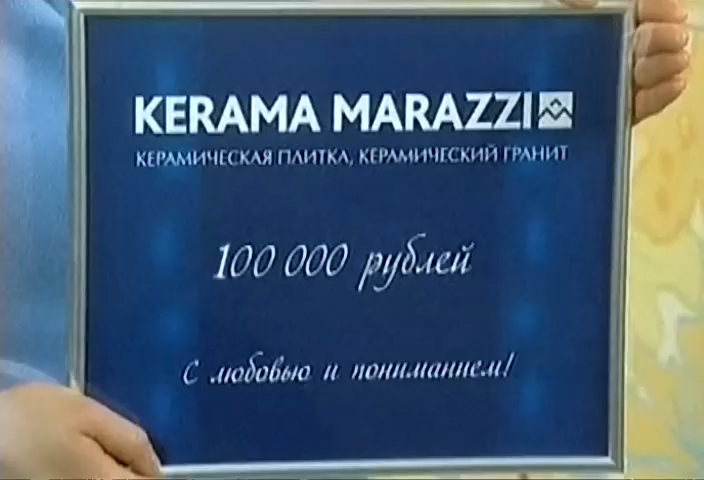 KERAMA MARAZZI
КЕРАМИЧЕСКАЯ ПЛИТКА, КЕРАМИЧЕСКИЙ ГРАНИТ
100 000 рублей
С любовью и пониманием!